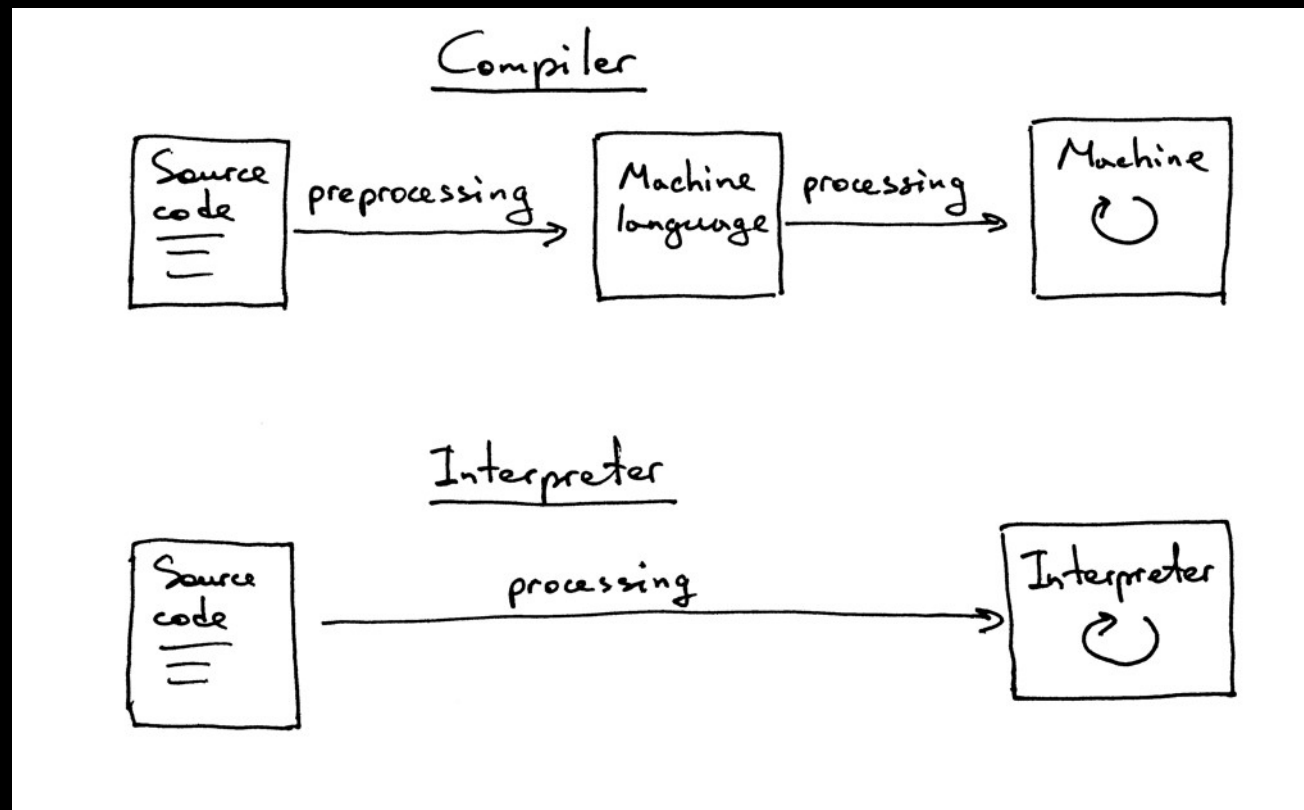 Compiler
Source
code
preprocessing
Machine
language
processing
Machine
Interpreter
Source
code
processing
Interpreter